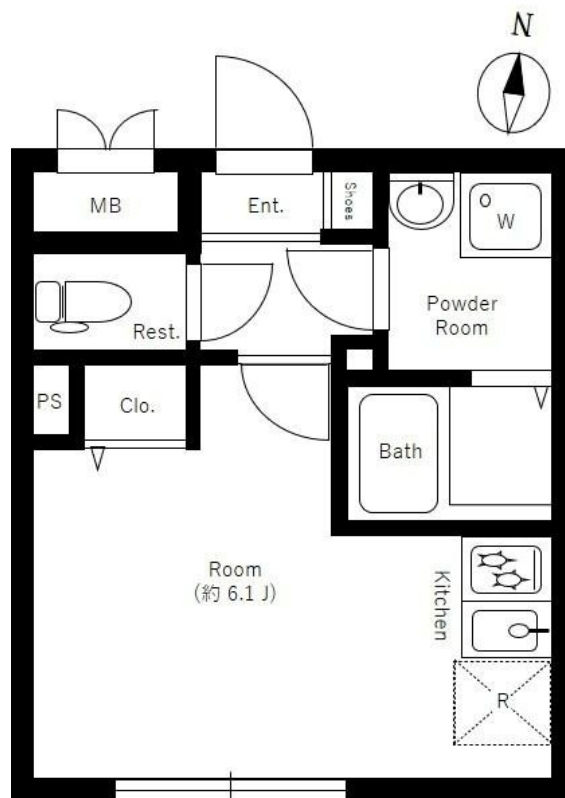 N
MB
Ent.
Shoes
W
Rest.
Powder
Room
PS
Clo.
Bath
Room
(約 6.1 J)
Kitchen
R